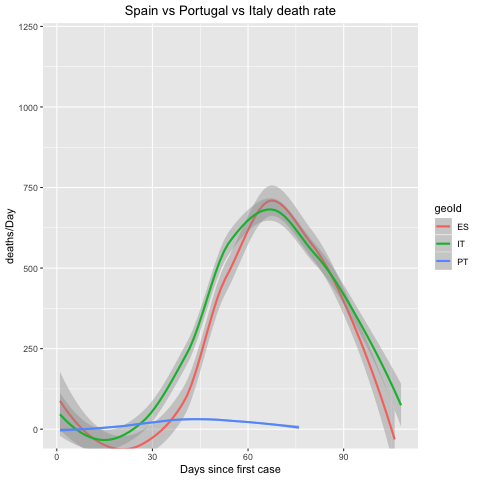 Spain vs Portugal vs Italy death rate
1250
1000
750
500
250
0
deaths/Day
0 30 60 90
Days since first case
geoId
ES
IT
PT